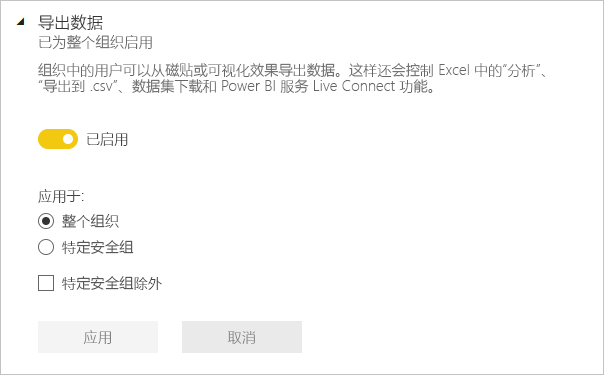 导出数据
已为整个组织启用
组织中的用户可以从磁贴或可视化效果导出数据。这样还会控制 Excel 中的“分析”、
“导出到 .csv”、数据集下载和 Power BI 服务 Live Connect 功能。
已启用
应用于:
整个组织
特定安全组
特定安全组除外
应用 取消